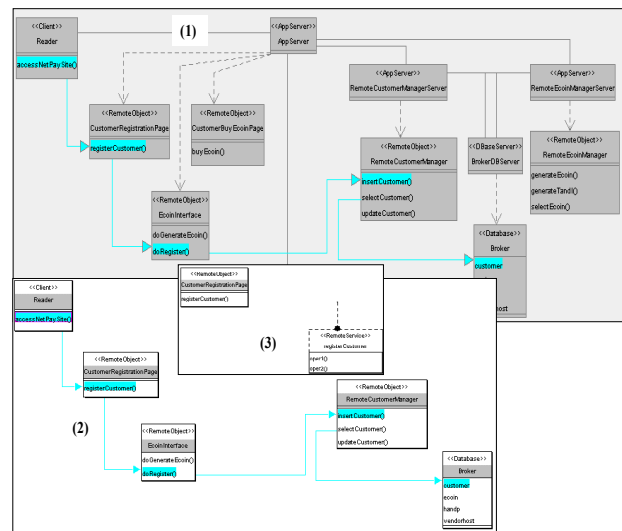 <<Client>>
Reader
accessNetPaySite()
(1)
<<AppServer>>
AppServer
<<AppServer>>
RemoteCustomerManagerServer
<<AppServer>>
RemoteEcoinManagerServer
<<RemoteObject>>
CustomerRegistrationPage
registerCustomer()
<<RemoteObject>>
CustomerBuyEcoinPage
buyEcoin()
<<RemoteObject>>
RemoteCustomerManager
insertCustomer()
selectCustomer()
updateCustomer()
<<DBaseServer>>
BrokerDBServer
<<RemoteObject>>
RemoteEcoinManager
generateEcoin()
generateTandI()
selectEcoin()
<<RemoteObject>>
EcoinInterface
doGenerateEcoin()
doRegister()
<<Database>>
Broker
customer
host
<<RemoteObject>>
CustomerRegistrationPage
registerCustomer()
(3)
<<RemoteService>>
registerCustomer
oper1()
oper2()
<<Client>>
Reader
accessNetPaySite()
<<RemoteObject>>
CustomerRegistrationPage
registerCustomer()
(2)
<<RemoteObject>>
EcoinInterface
doGenerateEcoin()
doRegister()
<<RemoteObject>>
RemoteCustomerManager
insertCustomer()
selectCustomer()
updateCustomer()
<<Database>>
Broker
customer
ecoin
handp
vendorhost